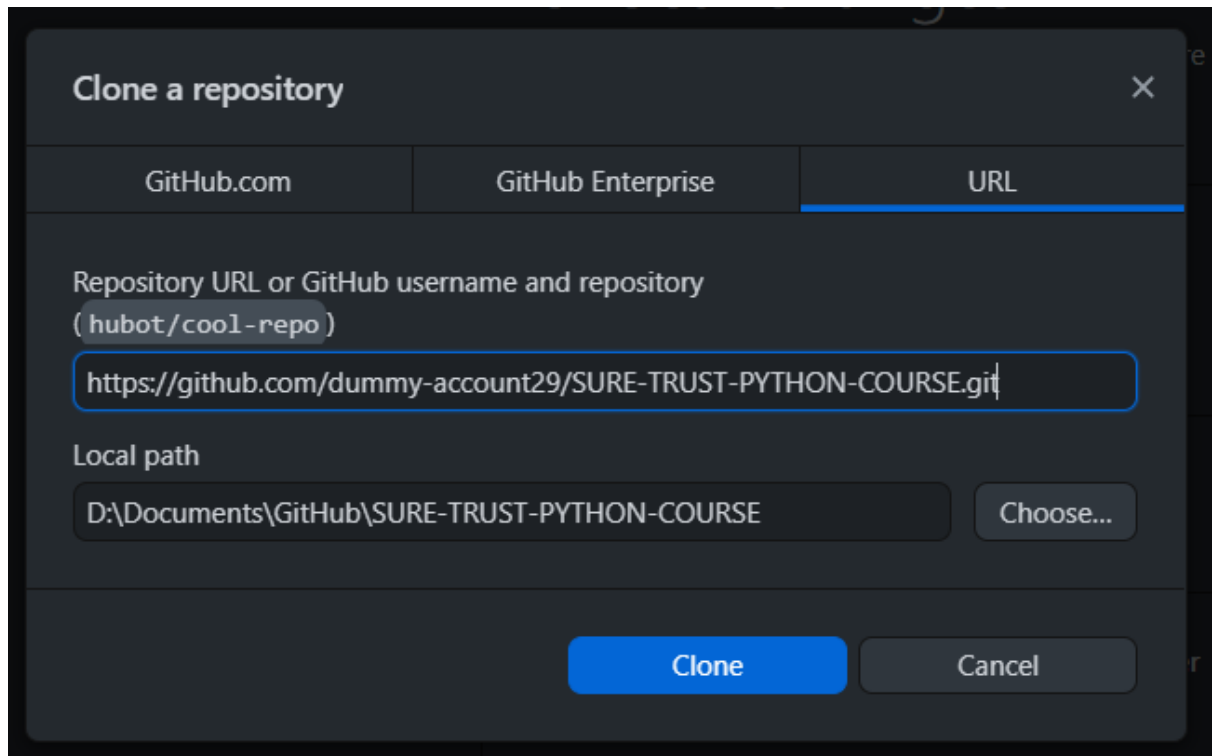 Clone a repository
GitHub.com
GitHub Enterprise
URL
Repository URL or GitHub username and repository
(hubot/cool-repo)
https://github.com/dummy-account29/SURE-TRUST-PYTHON-COURSE.git
Local path
D:\Documents\GitHub\SURE-TRUST-PYTHON-COURSE
Choose...
Clone
Cancel